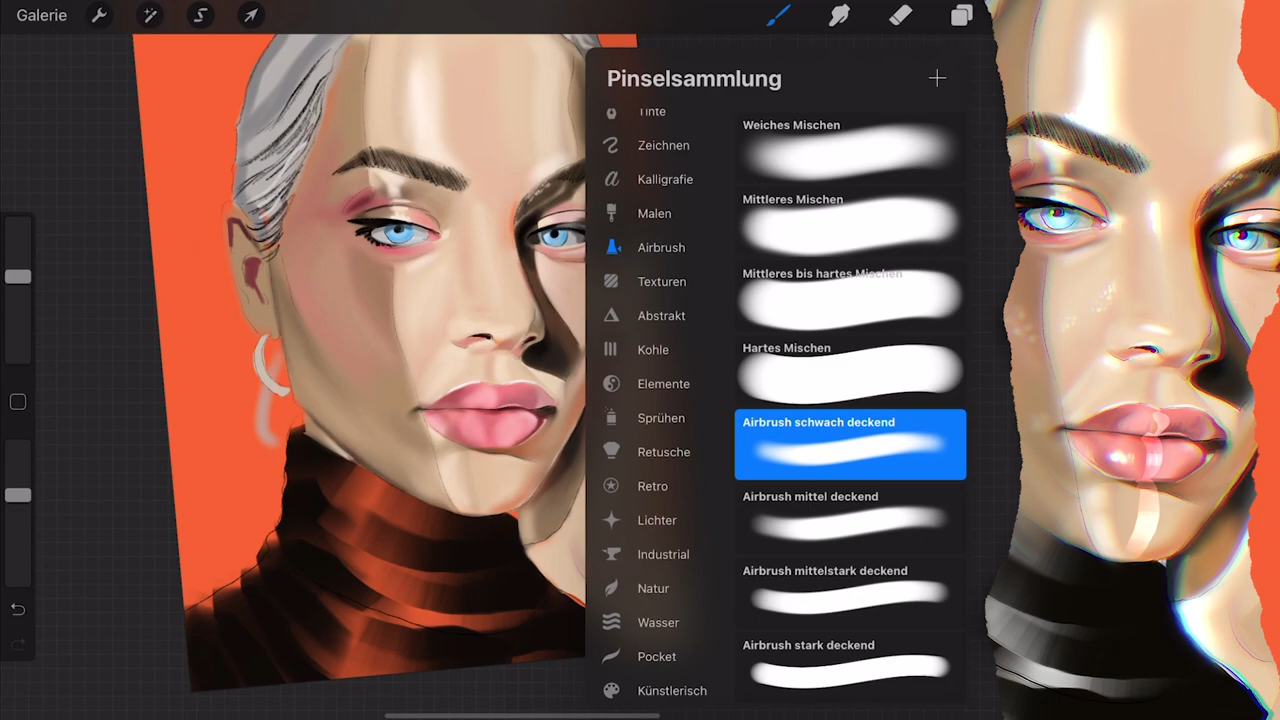 Galerie
Pinselsammlung
Tinte
Zeichnen
Kalligrafie
Malen
Airbrush
Texturen
Abstrakt
Kohle
Elemente
Sprühen
Retusche
Retro
Lichter
Industrial
Natur
Wasser
Pocket
Künstlerisch
Weiches Mischen
Mittleres Mischen
Mittleres bis hartes Mischen
Hartes Mischen
Airbrush schwach deckend
Airbrush mittel deckend
Airbrush mittelstark deckend
Airbrush stark deckend